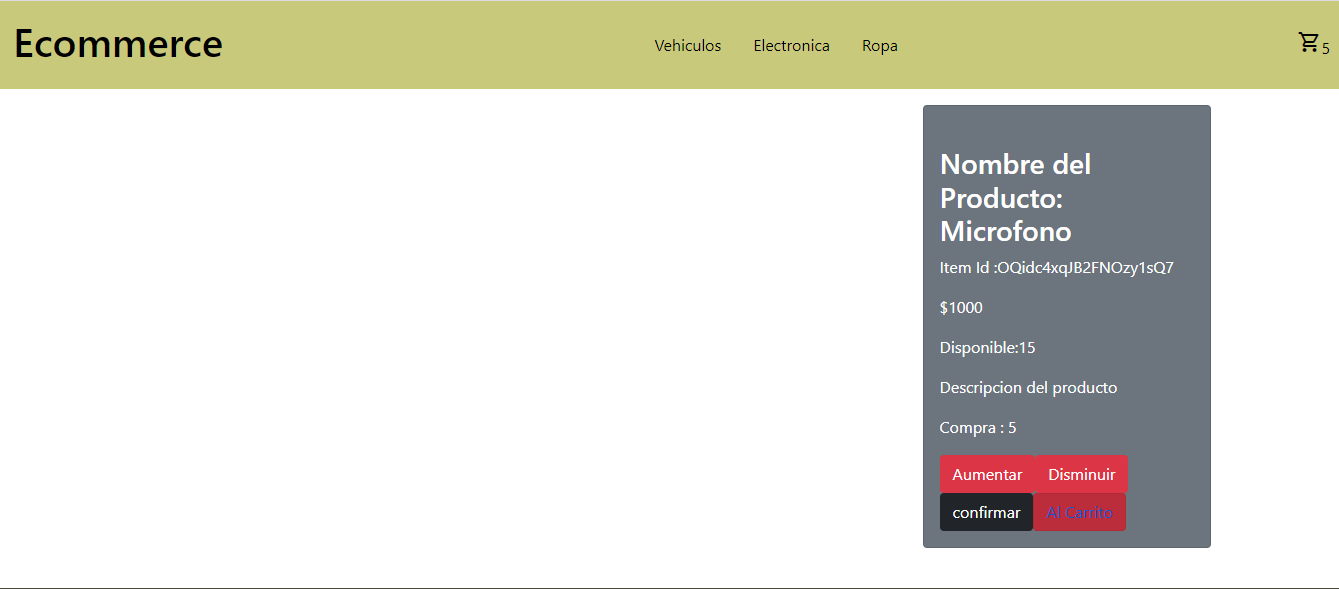 Ecommerce
Vehiculos Electronica Ropa
5
Nombre del
Producto:
Microfono
Item Id :OQidc4xqJB2FNOzy1sQ7
$1000
Disponible:15
Descripcion del producto
Compra : 5
Aumentar Disminuir
confirmar Al Carrito